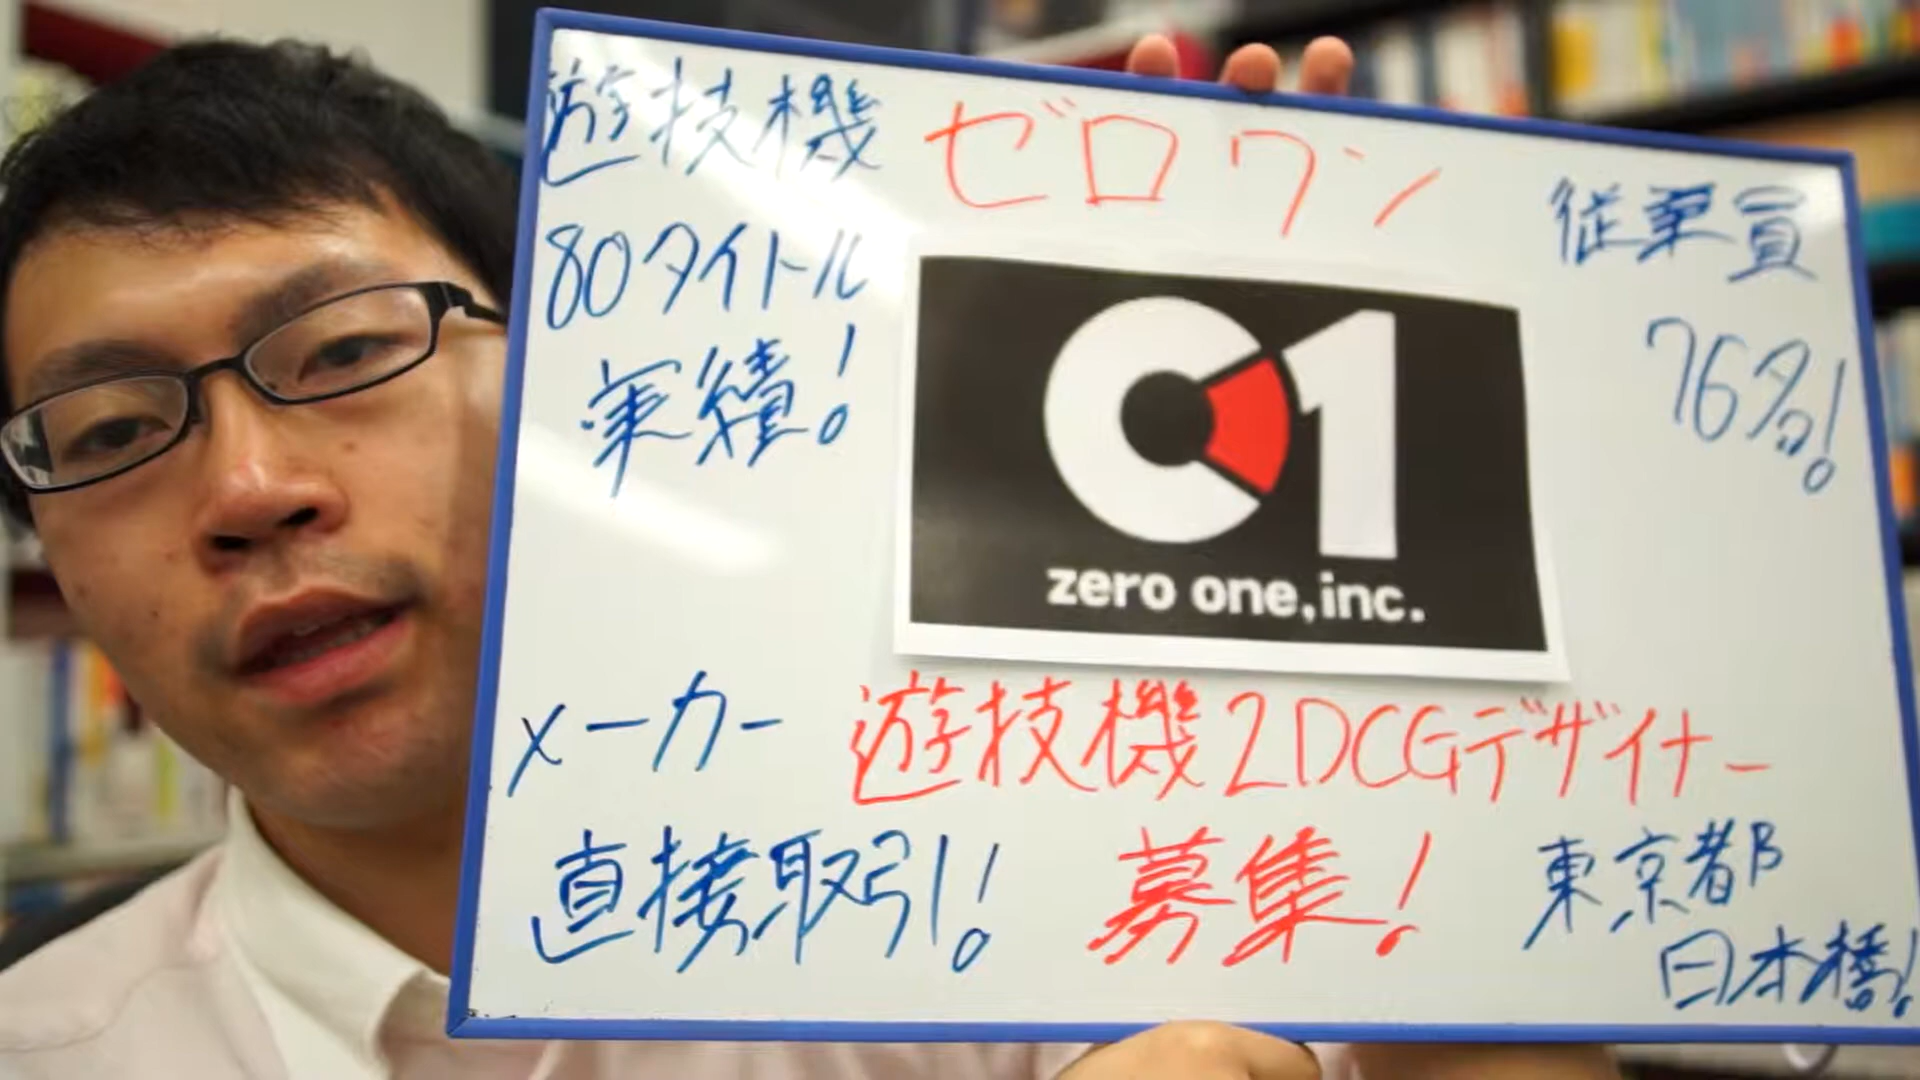 遊技機
80タイトル
実績!
ゼロワン
従業員
76名!
01
zero one,inc.
メーカー
直接取引!
遊技機2DCGデザイナー
募集!
東京都
日本橋!